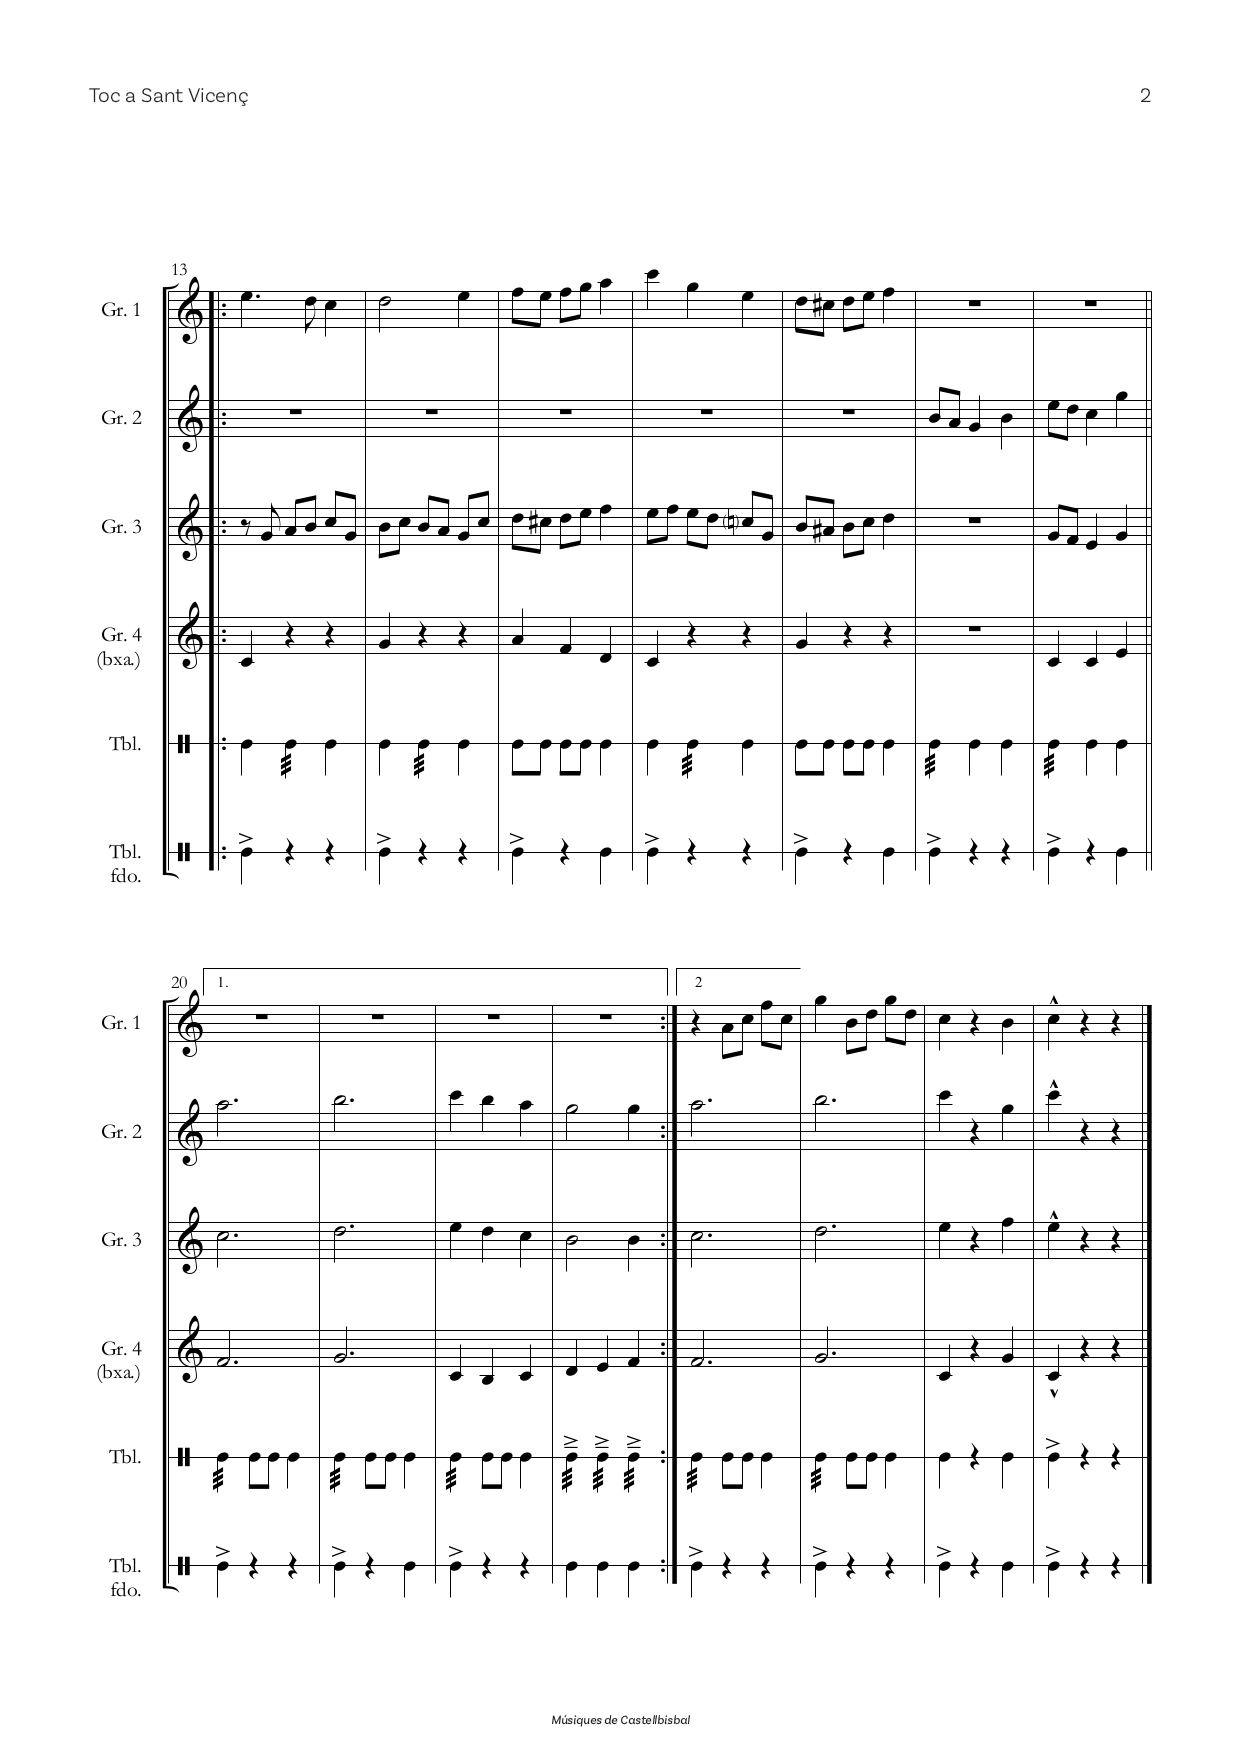 Toc a Sant Vicenç 2
13
Gr. 1
Gr. 2
Gr. 3
Gr. 4
(bxa.)
Tbl.
Tbl.
fdo.
20 1. 2
Gr. 1
Gr. 2
Gr. 3
Gr. 4
(bxa.)
Tbl.
Tbl.
fdo.
Músiques de Castellbisbal